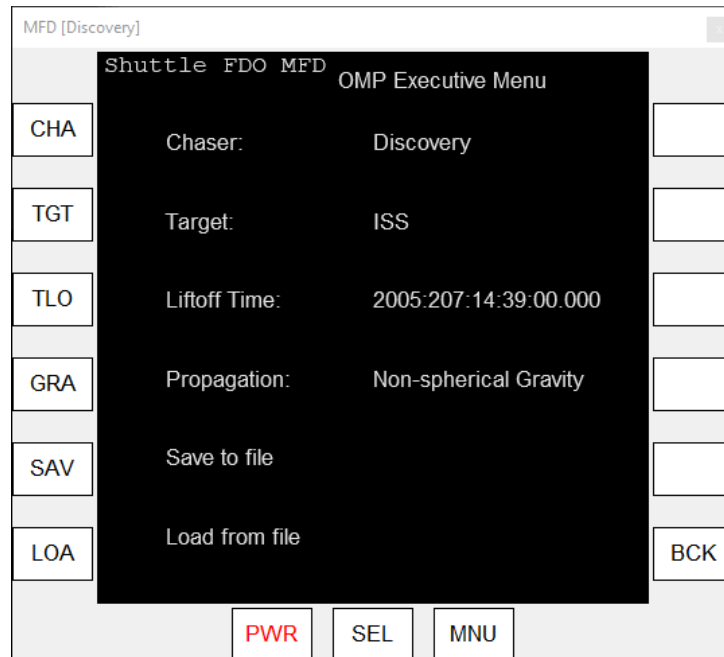 MFD [Discovery]
Shuttle FDO MFD
OMP Executive Menu
CHA
Chaser: Discovery
TGT
Target: ISS
TLO
Liftoff Time: 2005:207:14:39:00.000
GRA
Propagation: Non-spherical Gravity
SAV
Save to file
LOA
Load from file
BCK
PWR SEL MNU